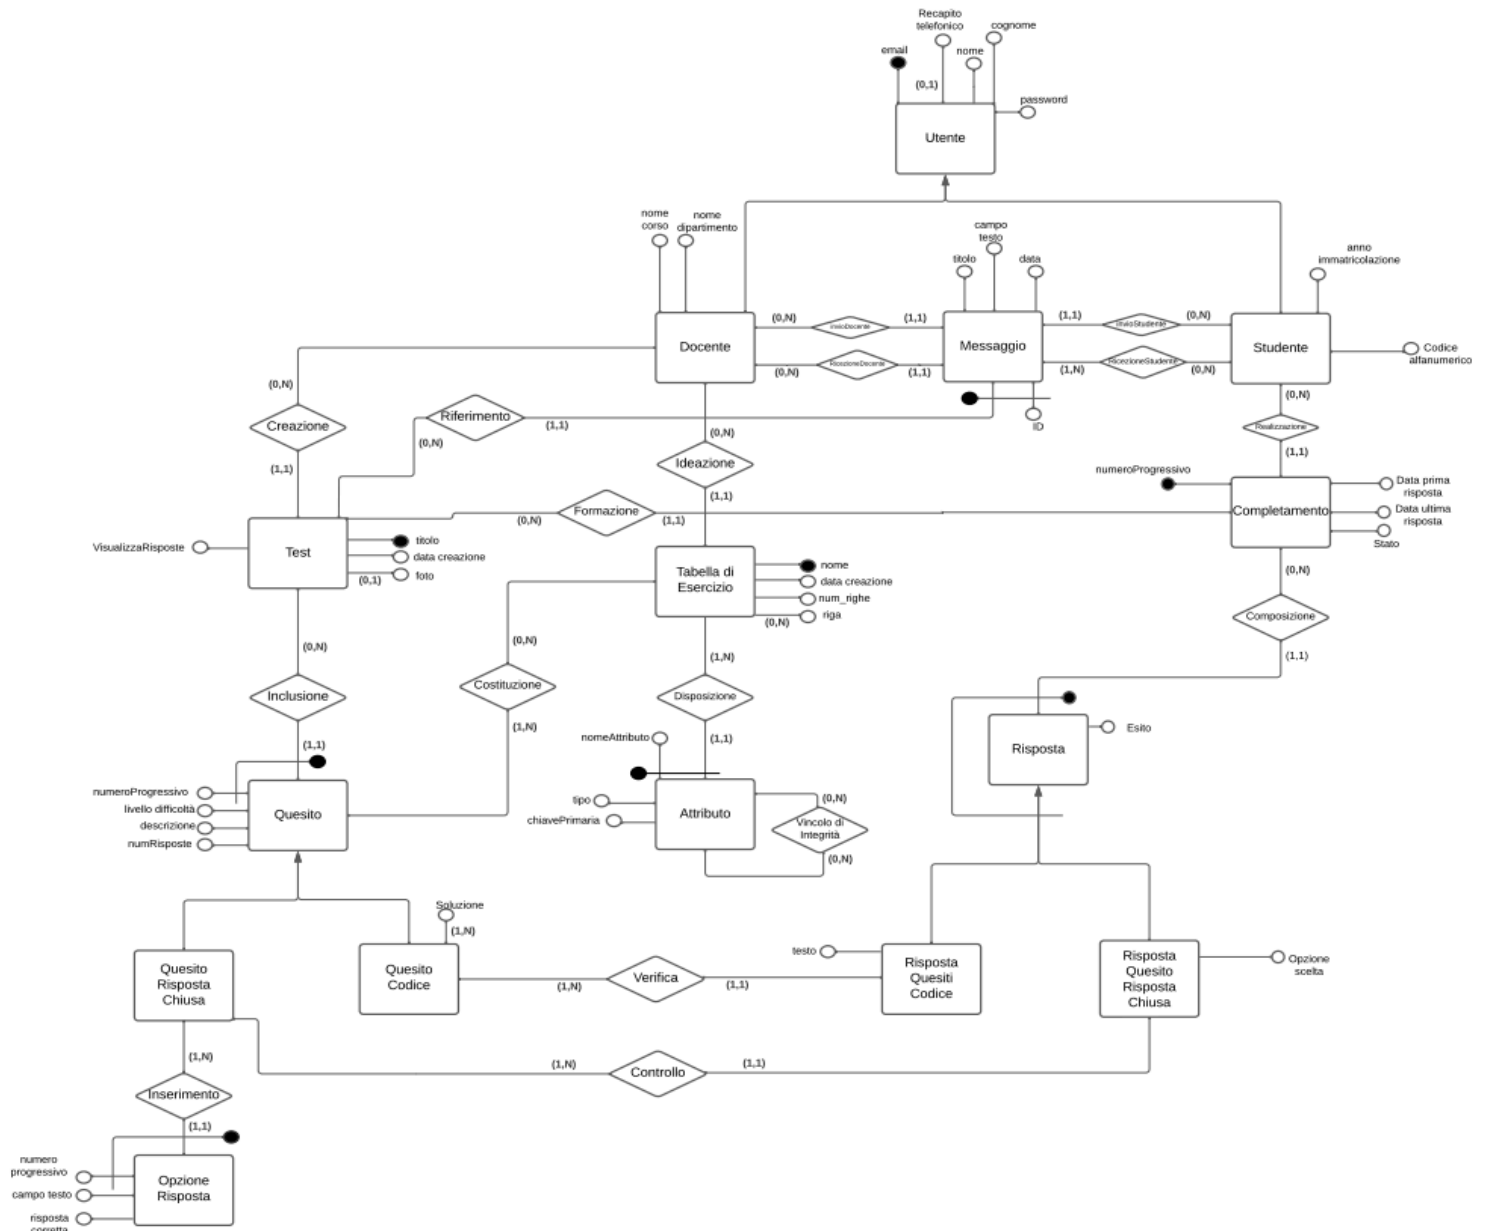 Recapito
telefonico
cognome
email
nome
(0,1)
password
Utente
nome
corso
nome
dipartimento
campo
testo
titolo
data
anno
immatricolazione
(0,N)
InvioDocente
(1,1)
(1,1)
InvioStudente
(0,N)
Docente
Messaggio
Studente
Codice
alfanumerico
(0,N)
RicezioneDocente
(1,1)
(1,N)
RicezioneStudente
(0,N)
(0,N)
(0,N)
Creazione
Riferimento
(1,1)
ID
Realizzazione
(0,N)
(0,N)
(1,1)
(1,1)
Ideazione
numeroProgressivo
Data prima
risposta
(1,1)
(0,N)
Formazione
(1,1)
Completamento
Data ultima
risposta
Stato
VisualizzaRisposte
Test
titolo
data creazione
(0,1)
foto
Tabella di
Esercizio
nome
data creazione
num_righe
(0,N)
riga
(0,N)
Composizione
(0,N)
(0,N)
(1,N)
(1,1)
Inclusione
Costituzione
Disposizione
(1,N)
(1,1)
nomeAttributo
(1,1)
Risposta
Esito
numeroProgressivo
livello difficoltà
descrizione
numRisposte
Quesito
tipo
chiavePrimaria
Attributo
(0,N)
Vincolo di
Integrità
(0,N)
Soluzione
(1,N)
Quesito
Risposta
Chiusa
Quesito
Codice
(1,N)
Verifica
(1,1)
testo
Risposta
Quesiti
Codice
Risposta
Quesito
Risposta
Chiusa
Opzione
scelta
(1,N)
(1,N)
Controllo
(1,1)
Inserimento
(1,1)
numero
progressivo
campo testo
risposta
corretta
Opzione
Risposta